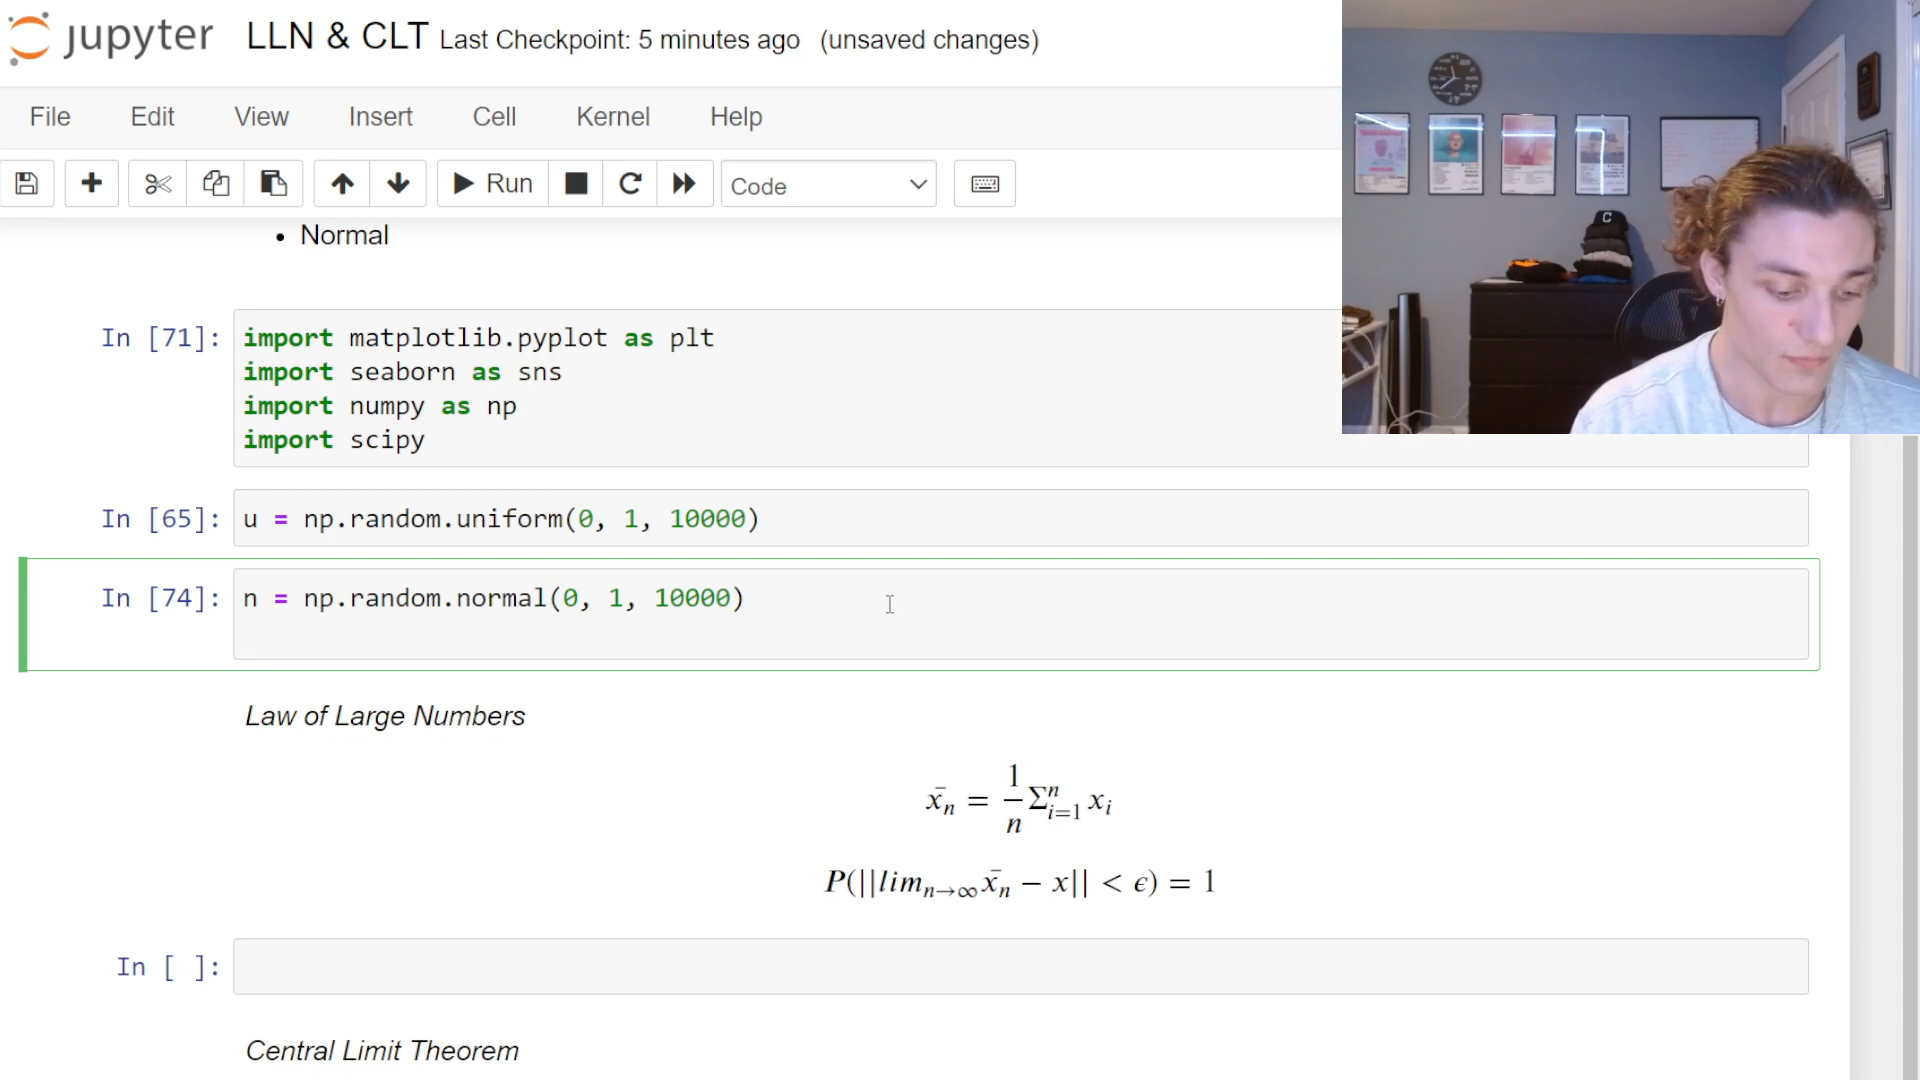 jupyter LLN & CLT Last Checkpoint: 5 minutes ago (unsaved changes)
File Edit View Insert Cell Kernel Help
Run Code
• Normal
In [71]: import matplotlib.pyplot as plt
import seaborn as sns
import numpy as np
import scipy
In [65]: u = np.random.uniform(0, 1, 10000)
In [74]: n = np.random.normal(0, 1, 10000)
Law of Large Numbers
x̄ₙ = 1/n Σⁿᵢ₌₁ xᵢ
P(||limₙ→∞ x̄ₙ − x|| < ϵ) = 1
In [ ]:
Central Limit Theorem
C